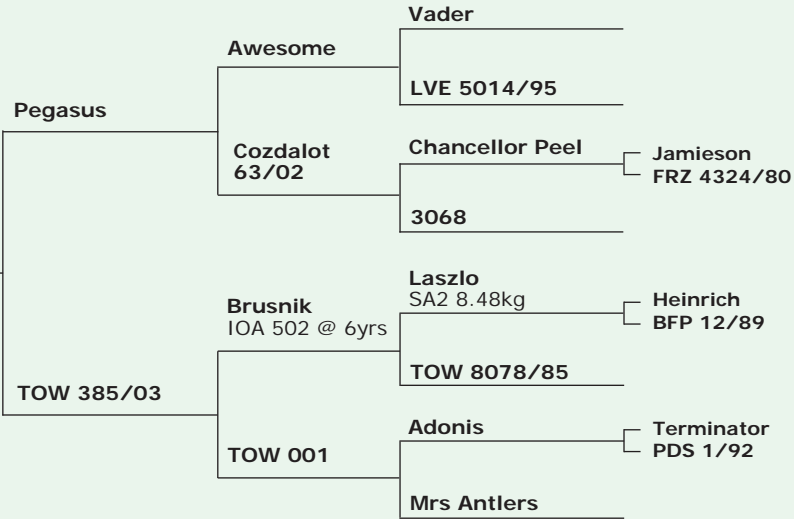 Vader
Awesome
LVE 5014/95
Pegasus
Cozdalot
63/02
Chancellor Peel
Jamieson
FRZ 4324/80
3068
Laszlo
SA2 8.48kg
Brusnik
IOA 502 @ 6yrs
Heinrich
BFP 12/89
TOW 8078/85
TOW 385/03
Adonis
Terminator
PDS 1/92
TOW 001
Mrs Antlers